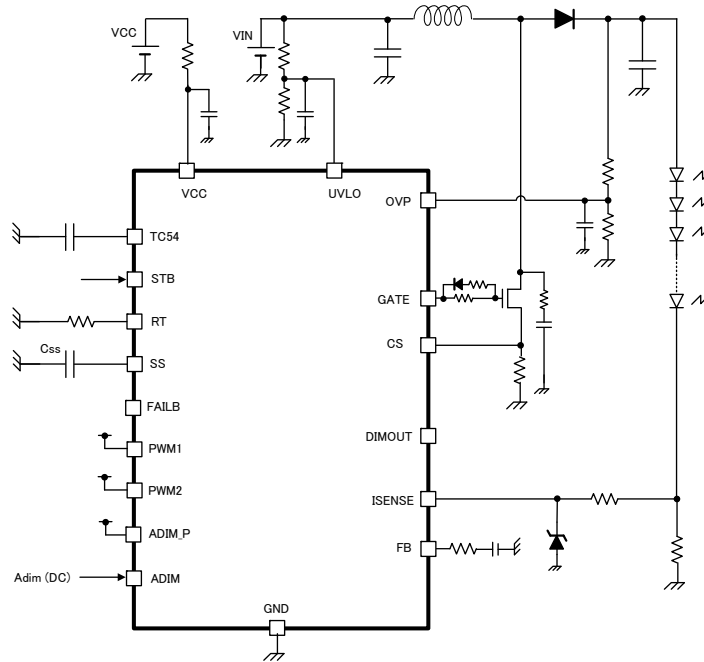 VCC
VIN
VCC
UVLO
OVP
TC54
STB
GATE
RT
CS
Css
SS
FAILB
DIMOUT
PWM1
PWM2
ISENSE
ADIM_P
FB
Adim (DC)
ADIM
GND